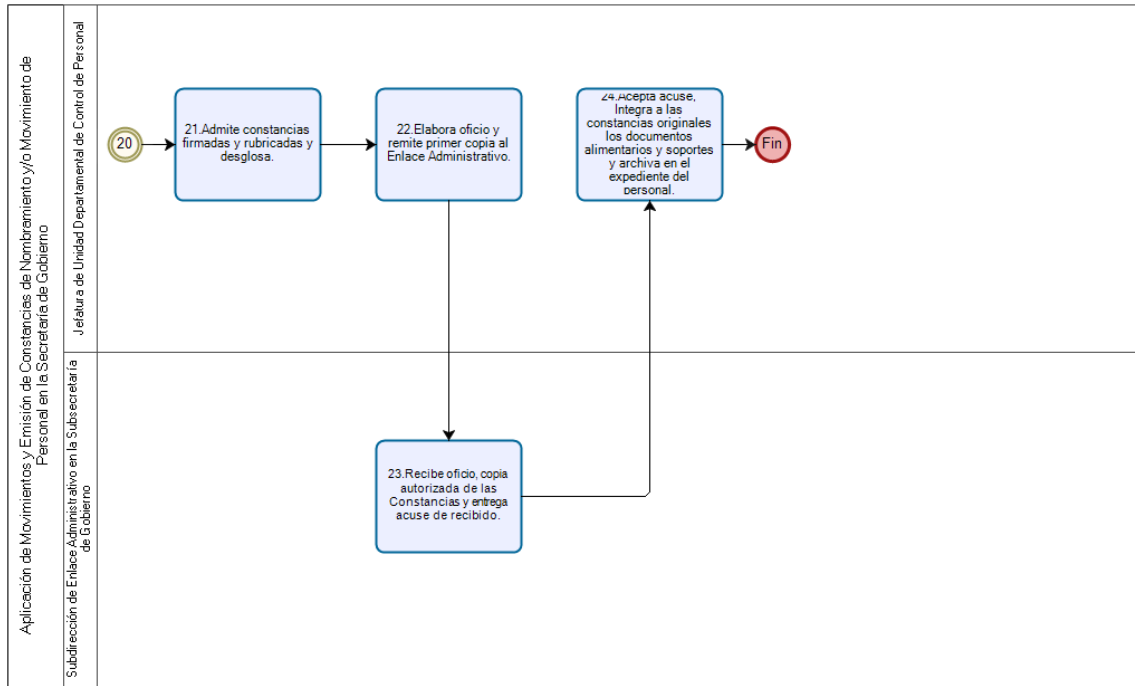 Aplicación de Movimientos y Emisión de Constancias de Nombramiento y/o Movimiento de
Personal en la Secretaría de Gobierno
Jefatura de Unidad Departamental de Control de Personal
20
21.Admite constancias
firmadas y rubricadas y
desglosa.
22.Elabora oficio y
remite primer copia al
Enlace Administrativo.
24.Acepta acuse,
Integra a las
constancias originales
los documentos
alimentarios y soportes
y archiva en el
expediente del
personal.
Fin
Subdirección de Enlace Administrativo en la Subsecretaría
de Gobierno
23.Recibe oficio, copia
autorizada de las
Constancias y entrega
acuse de recibido.